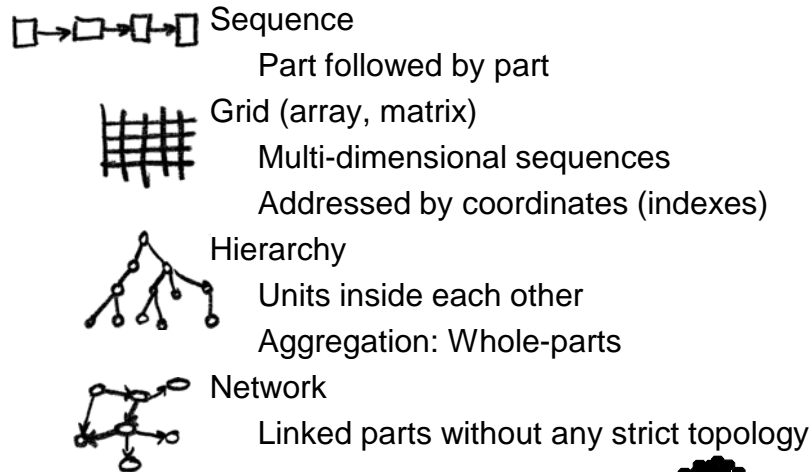 Sequence
Part followed by part
Grid (array, matrix)
Multi-dimensional sequences
Addressed by coordinates (indexes)
Hierarchy
Units inside each other
Aggregation: Whole-parts
Network
Linked parts without any strict topology